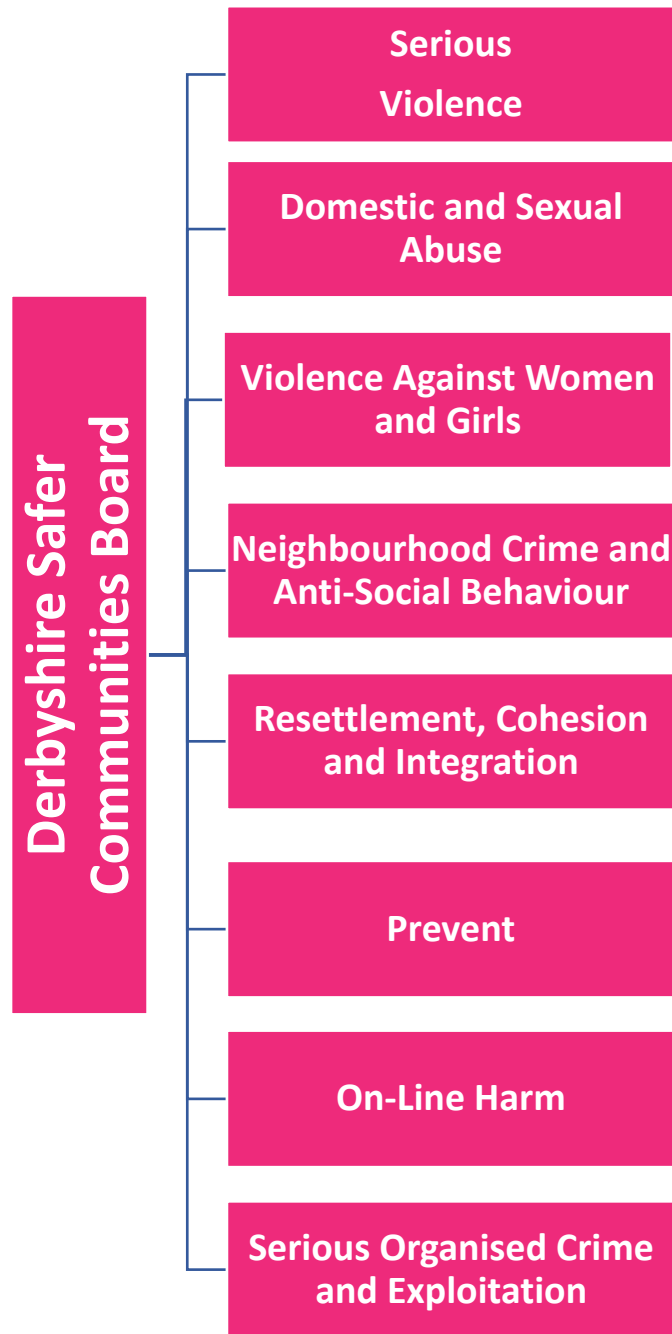 Derbyshire Safer
Communities Board
Serious
Violence
Domestic and Sexual
Abuse
Violence Against Women
and Girls
Neighbourhood Crime and
Anti-Social Behaviour
Resettlement, Cohesion
and Integration
Prevent
On-Line Harm
Serious Organised Crime
and Exploitation